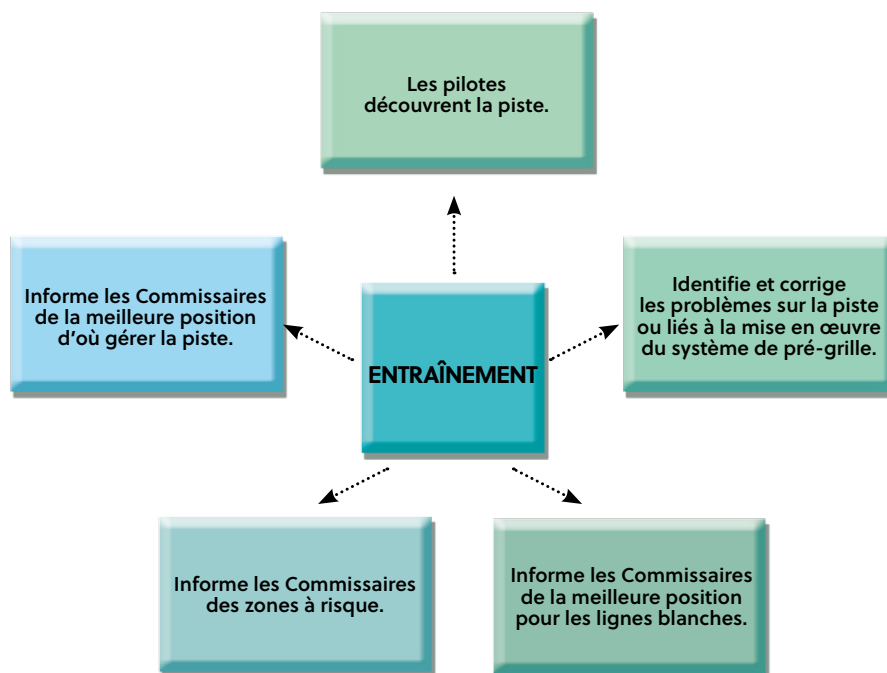 Les pilotes
découvrent la piste.
Informe les Commissaires
de la meilleure position
d'où gérer la piste.
Identifie et corrige
les problèmes sur la piste
ou liés à la mise en œuvre
du système de pré-grille.
ENTRAÎNEMENT
Informe les Commissaires
des zones à risque.
Informe les Commissaires
de la meilleure position
pour les lignes blanches.